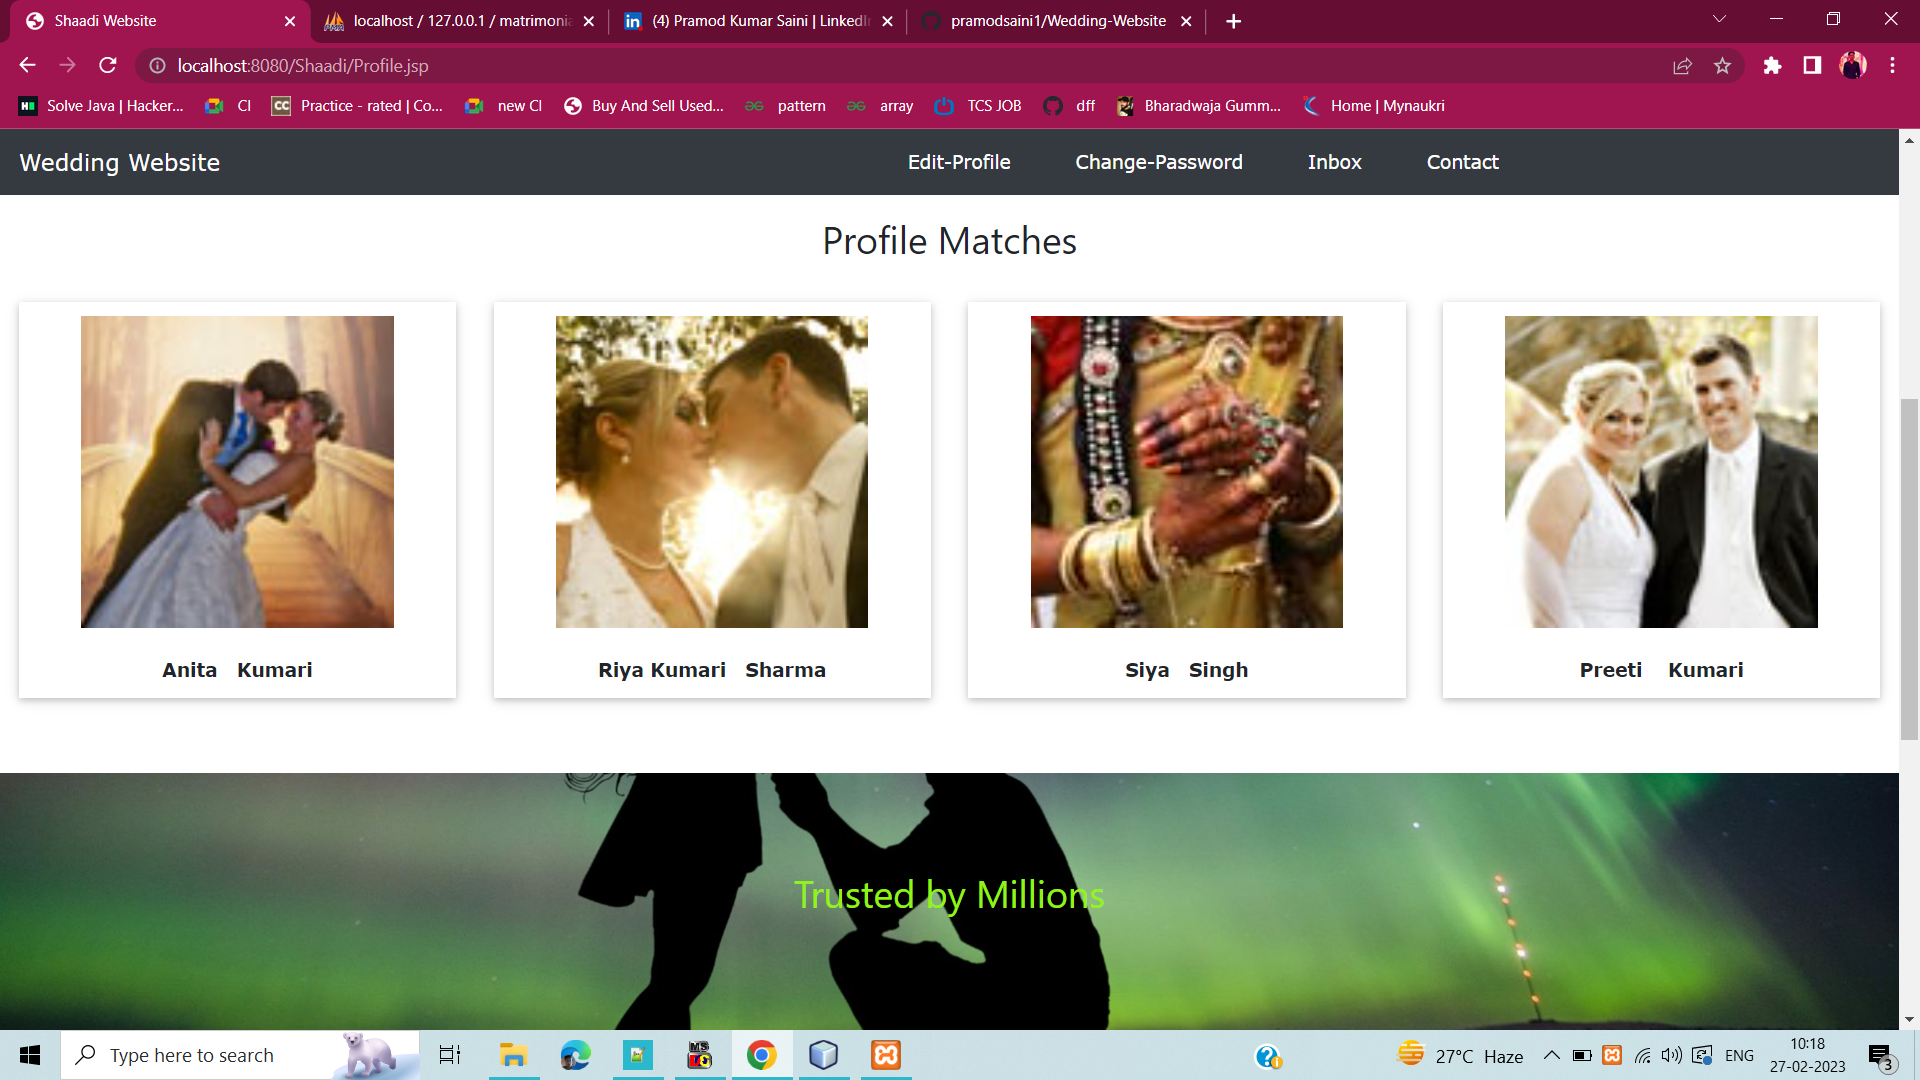 Shaadi Website
localhost / 127.0.0.1 / matrimonia
(4) Pramod Kumar Saini | LinkedIn
pramodsaini1/Wedding-Website
localhost:8080/Shaadi/Profile.jsp
Solve Java | Hacker...
CI
CC
Practice - rated | Co...
new CI
Buy And Sell Used...
pattern
array
TCS JOB
dff
Bharadwaja Gumm...
Home | Mynaukri
Wedding Website
Edit-Profile
Change-Password
Inbox
Contact
Profile Matches
Anita Kumari
Riya Kumari Sharma
Siya Singh
Preeti Kumari
Trusted by Millions
Type here to search
27°C Haze
ENG
10:18
27-02-2023
3